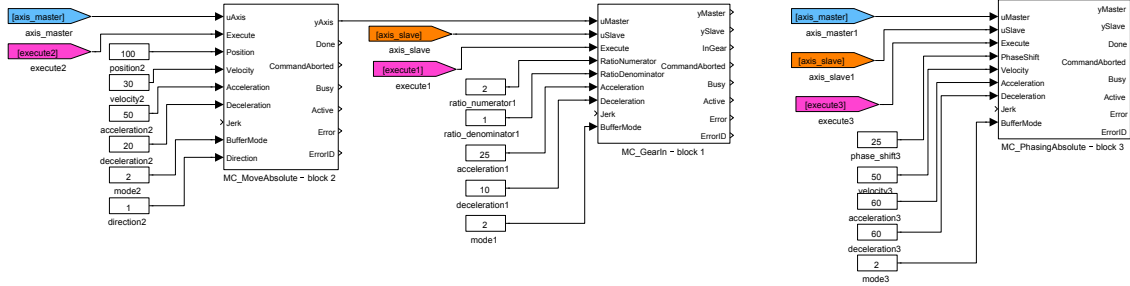 [axis_master]
axis_master
[execute2]
execute2
100
position2
30
velocity2
50
acceleration2
20
deceleration2
2
mode2
1
direction2
uAxis
Execute
Position
Velocity
Acceleration
Deceleration
Jerk
BufferMode
Direction
yAxis
Done
CommandAborted
Busy
Active
Error
ErrorID
MC_MoveAbsolute − block 2
[axis_slave]
axis_slave
[execute1]
execute1
2
ratio_numerator1
1
ratio_denominator1
25
acceleration1
10
deceleration1
2
mode1
uMaster
uSlave
Execute
RatioNumerator
RatioDenominator
Acceleration
Deceleration
Jerk
BufferMode
yMaster
ySlave
InGear
CommandAborted
Busy
Active
Error
ErrorID
MC_GearIn − block 1
[axis_master]
axis_master1
[axis_slave]
axis_slave1
[execute3]
execute3
25
phase_shift3
50
velocity3
60
acceleration3
60
deceleration3
2
mode3
uMaster
uSlave
Execute
PhaseShift
Velocity
Acceleration
Deceleration
Jerk
BufferMode
yMaster
ySlave
Done
CommandAborted
Busy
Active
Error
ErrorID
MC_PhasingAbsolute − block 3